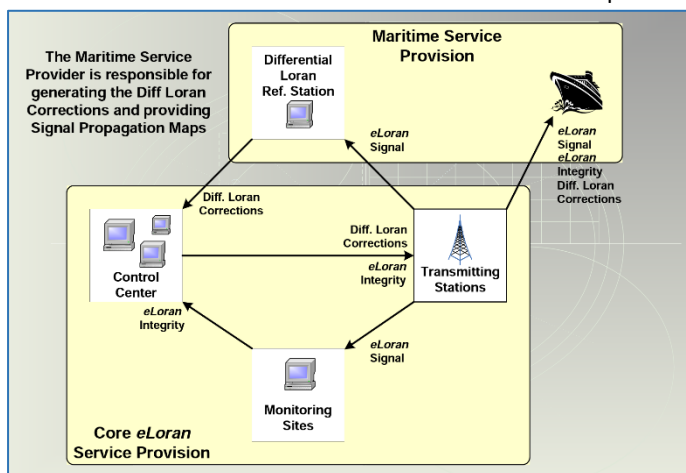 The Maritime Service
Provider is responsible for
generating the Diff Loran
Corrections and providing
Signal Propagation Maps
Maritime Service
Provision
Differential
Loran
Ref. Station
eLoran
Signal
eLoran
Signal
eLoran
Integrity
Diff. Loran
Corrections
Diff. Loran
Corrections
Diff. Loran
Corrections
eLoran
Integrity
Control
Center
Transmitting
Stations
eLoran
Integrity
eLoran
Signal
Monitoring
Sites
Core eLoran
Service Provision